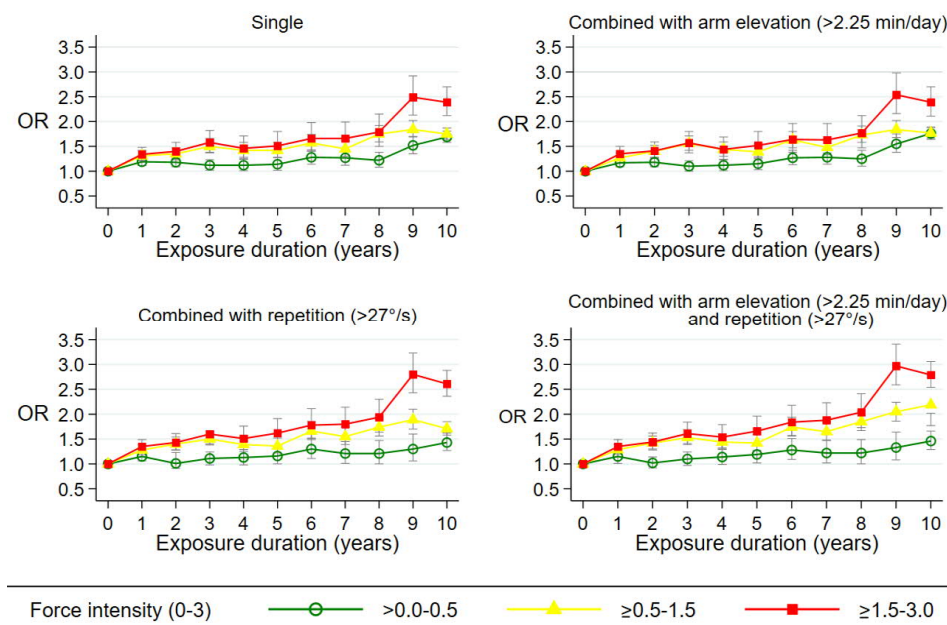 Single
3.5
3.0
2.5
2.0
1.5
1.0
0.5
OR
0 1 2 3 4 5 6 7 8 9 10
Exposure duration (years)
Combined with arm elevation (>2.25 min/day)
3.5
3.0
2.5
2.0
1.5
1.0
0.5
OR
0 1 2 3 4 5 6 7 8 9 10
Exposure duration (years)
Combined with repetition (>27°/s)
3.5
3.0
2.5
2.0
1.5
1.0
0.5
OR
0 1 2 3 4 5 6 7 8 9 10
Exposure duration (years)
Combined with arm elevation (>2.25 min/day)
and repetition (>27°/s)
3.5
3.0
2.5
2.0
1.5
1.0
0.5
OR
0 1 2 3 4 5 6 7 8 9 10
Exposure duration (years)
Force intensity (0-3) >0.0-0.5 ≥0.5-1.5 ≥1.5-3.0